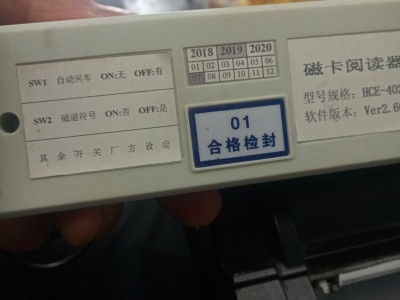 SW1 自动回车 ON:无 OFF:有
SW2 磁道符号 ON:否 OFF:是
其余开关厂方设定
2018 2019 2020
01 02 03 04 05 06
07 08 09 10 11 12
01
合格检封
磁卡阅读器
型号规格: HCE-402
软件版本: Ver2.6